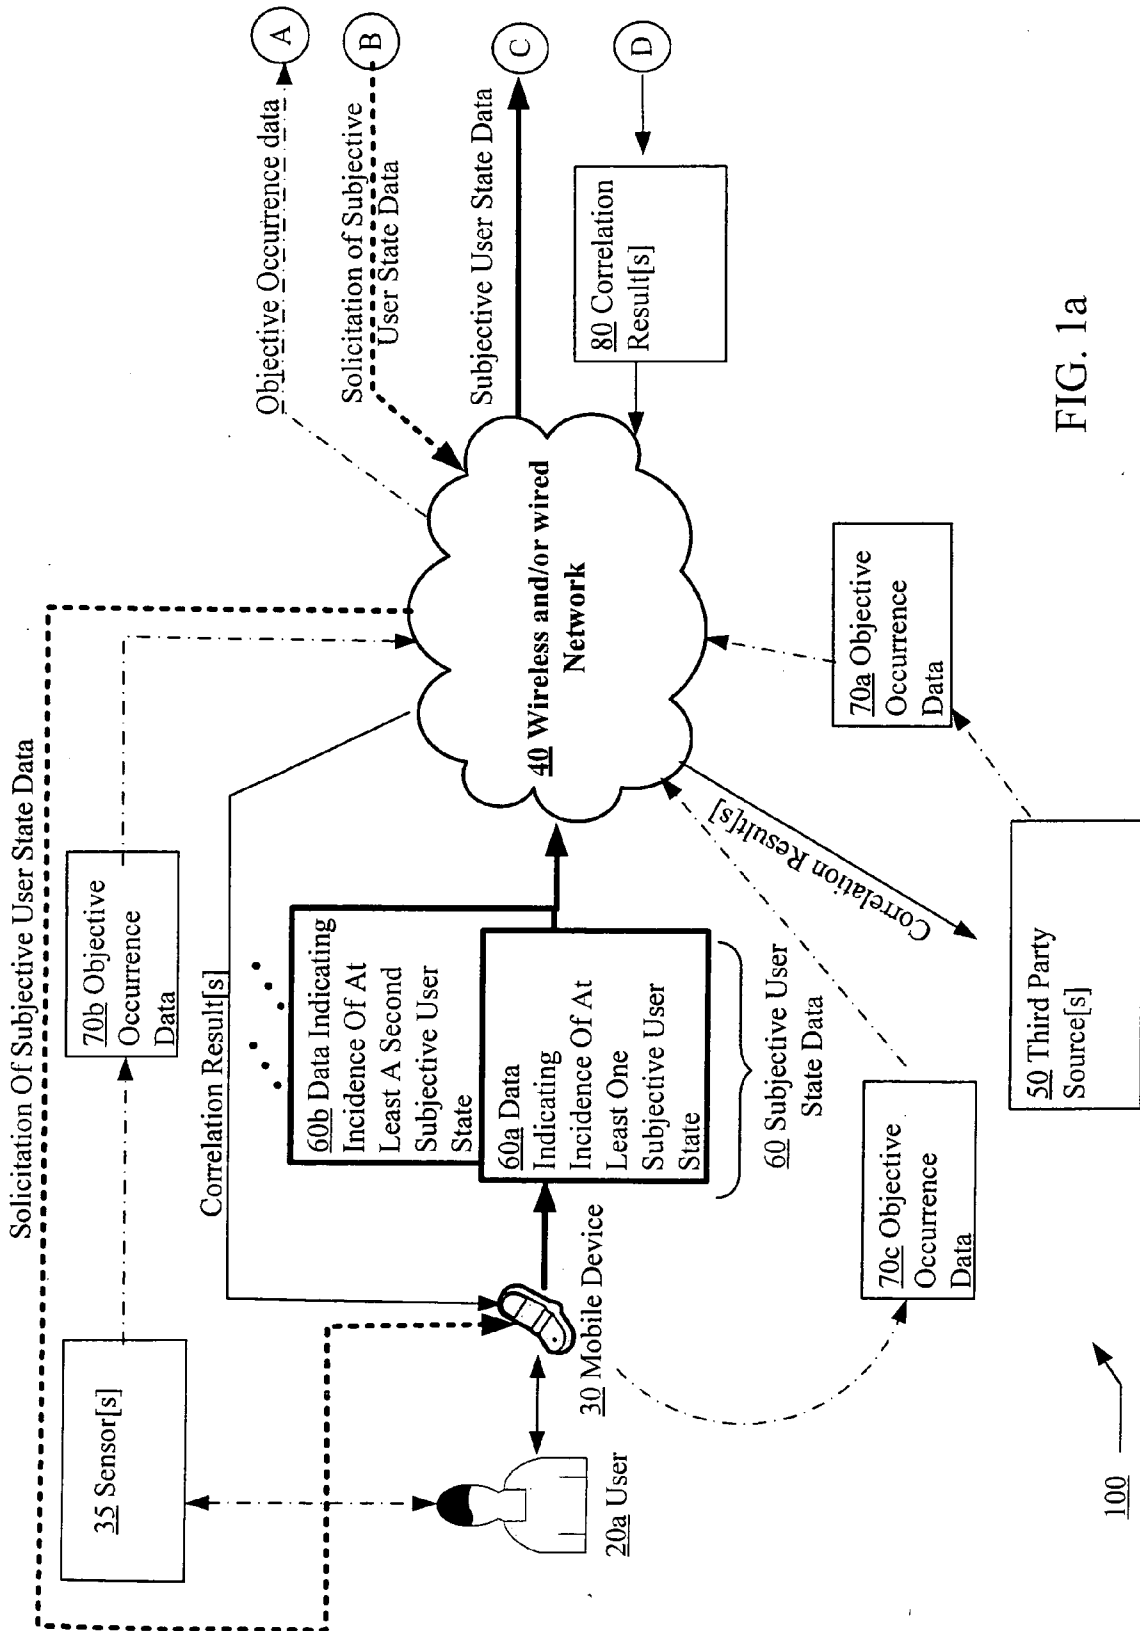 Solicitation Of Subjective User State Data
35 Sensor[s]
70b Objective
Occurrence
Data
Correlation Result[s]
Objective Occurrence data
A
Solicitation of Subjective
User State Data
B
Subjective User State Data
C
D
80 Correlation
Result[s]
60b Data Indicating
Incidence Of At
Least A Second
Subjective User
State
60a Data
Indicating
Incidence Of At
Least One
Subjective User
State
60 Subjective User
State Data
40 Wireless and/or wired
Network
20a User
30 Mobile Device
Correlation Result[s]
70a Objective
Occurrence
Data
70c Objective
Occurrence
Data
50 Third Party
Source[s]
100
FIG. 1a